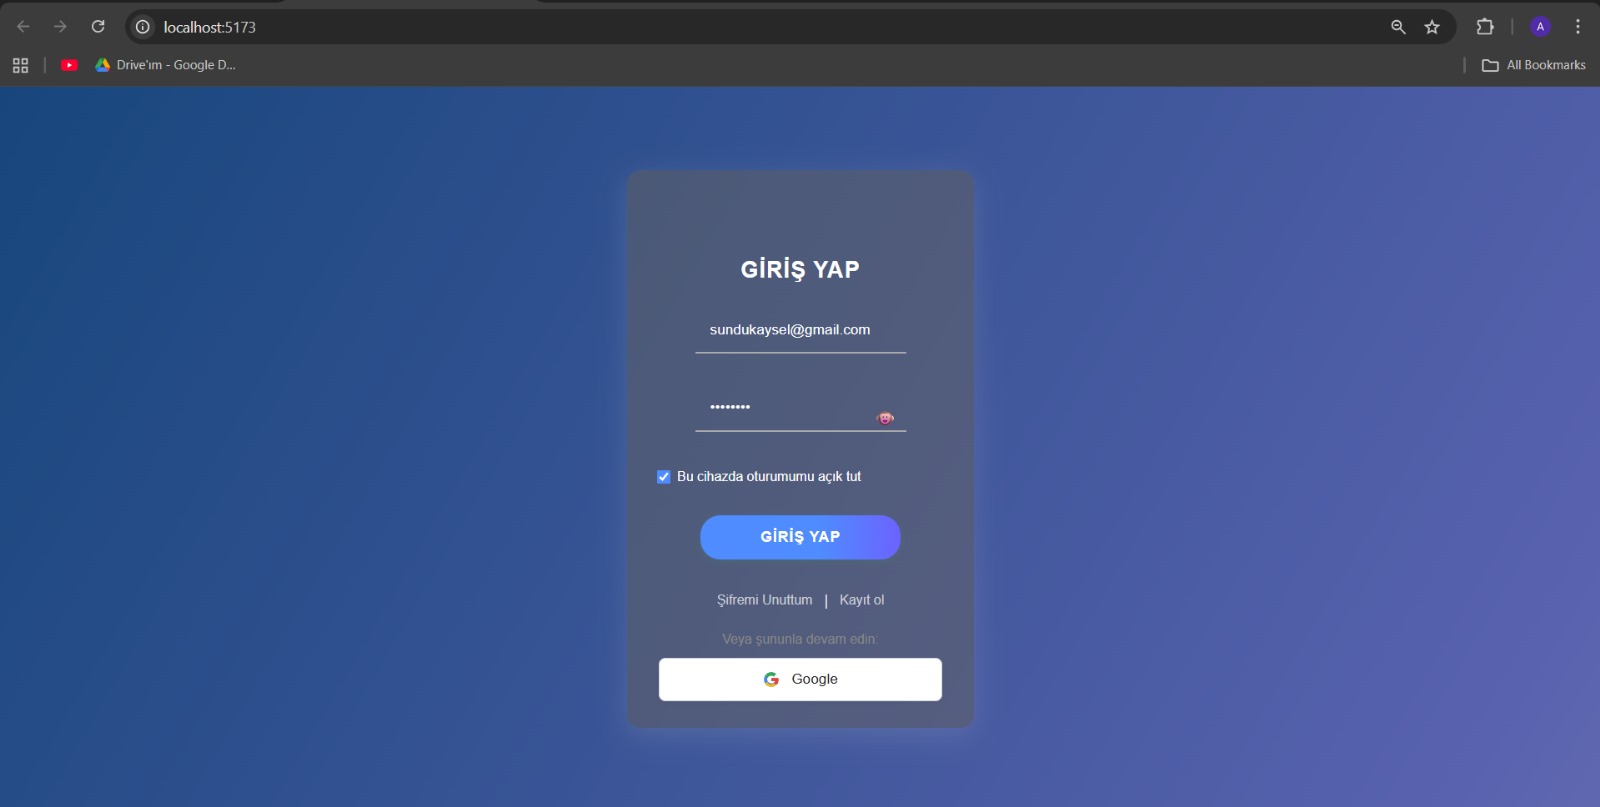 localhost:5173
A
Drive'ım - Google D...
All Bookmarks
GİRİŞ YAP
sundukaysel@gmail.com
••••••••
Bu cihazda oturumumu açık tut
GİRİŞ YAP
Şifremi Unuttum | Kayıt ol
Veya şununla devam edin:
Google